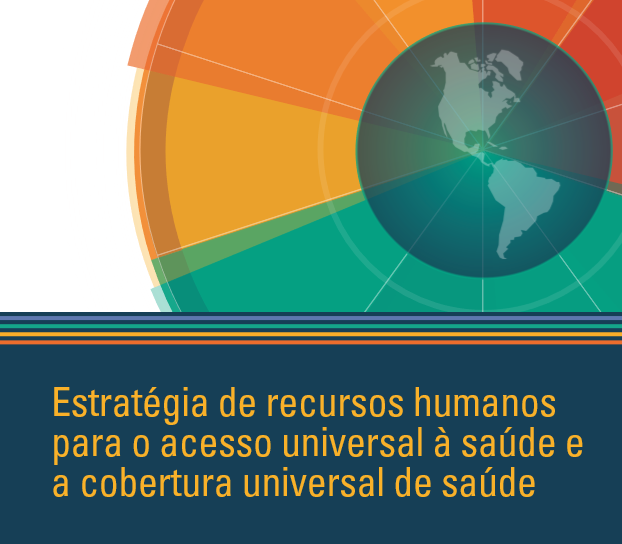 Estratégia de recursos humanos
para o acesso universal à saúde e
a cobertura universal de saúde